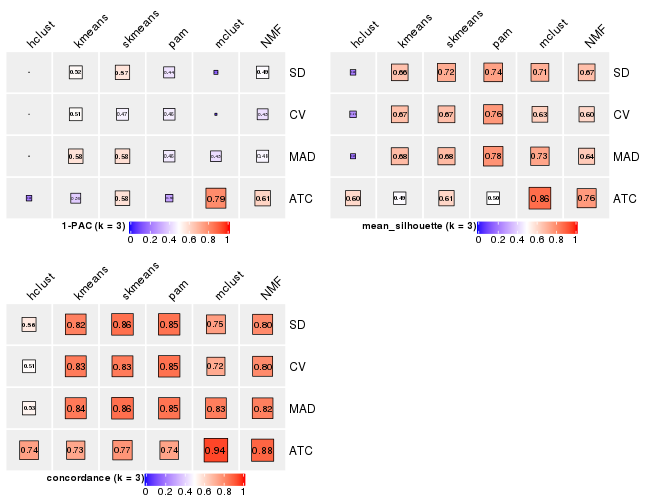 hclust kmeans skmeans pam mclust NMF
0.52 0.57 0.44 0.49 SD
0.51 0.47 0.46 0.43 CV
0.58 0.58 0.46 0.43 0.48 MAD
0.58 0.79 0.61 ATC
1-PAC (k = 3)
0 0.2 0.4 0.6 0.8 1
hclust kmeans skmeans pam mclust NMF
0.66 0.72 0.74 0.71 0.67 SD
0.67 0.67 0.76 0.63 0.60 CV
0.68 0.68 0.78 0.73 0.64 MAD
0.60 0.49 0.61 0.50 0.86 0.76 ATC
mean_silhouette (k = 3)
0 0.2 0.4 0.6 0.8 1
hclust kmeans skmeans pam mclust NMF
0.56 0.82 0.86 0.85 0.75 0.80 SD
0.51 0.83 0.83 0.85 0.72 0.80 CV
0.53 0.84 0.86 0.85 0.83 0.82 MAD
0.74 0.73 0.77 0.74 0.94 0.88 ATC
concordance (k = 3)
0 0.2 0.4 0.6 0.8 1